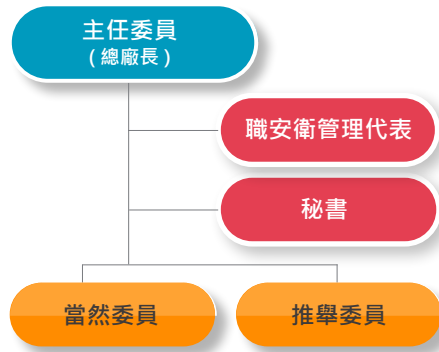 主任委員
(總廠長)
職安衛管理代表
秘書
當然委員
推舉委員